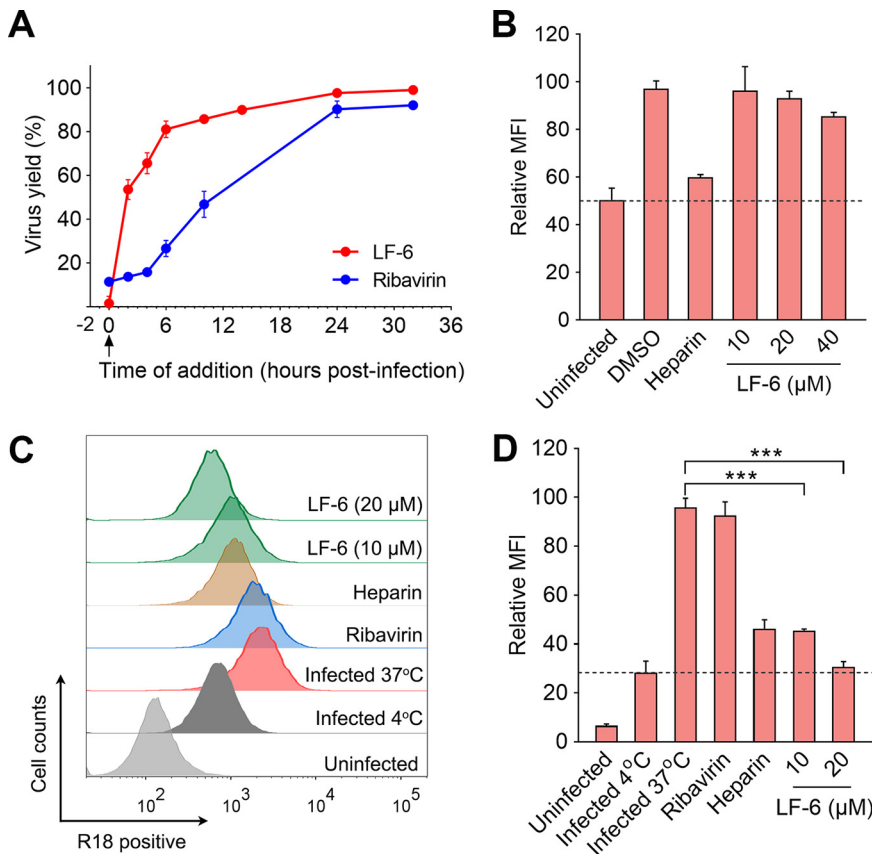 A
Virus yield (%)
100
80
60
40
20
-2 0 6 12 18 24 30 36
LF-6
Ribavirin
Time of addition (hours post-infection)
B
Relative MFI
120
100
80
60
40
20
0
Uninfected
DMSO
Heparin
10
20
40
LF-6 (µM)
C
LF-6 (20 µM)
LF-6 (10 µM)
Heparin
Ribavirin
Infected 37°C
Infected 4°C
Uninfected
Cell counts
10² 10³ 10⁴ 10⁵
R18 positive
D
Relative MFI
120
100
80
60
40
20
0
***
***
Uninfected
Infected 4°C
Infected 37°C
Ribavirin
Heparin
10
20
LF-6 (µM)